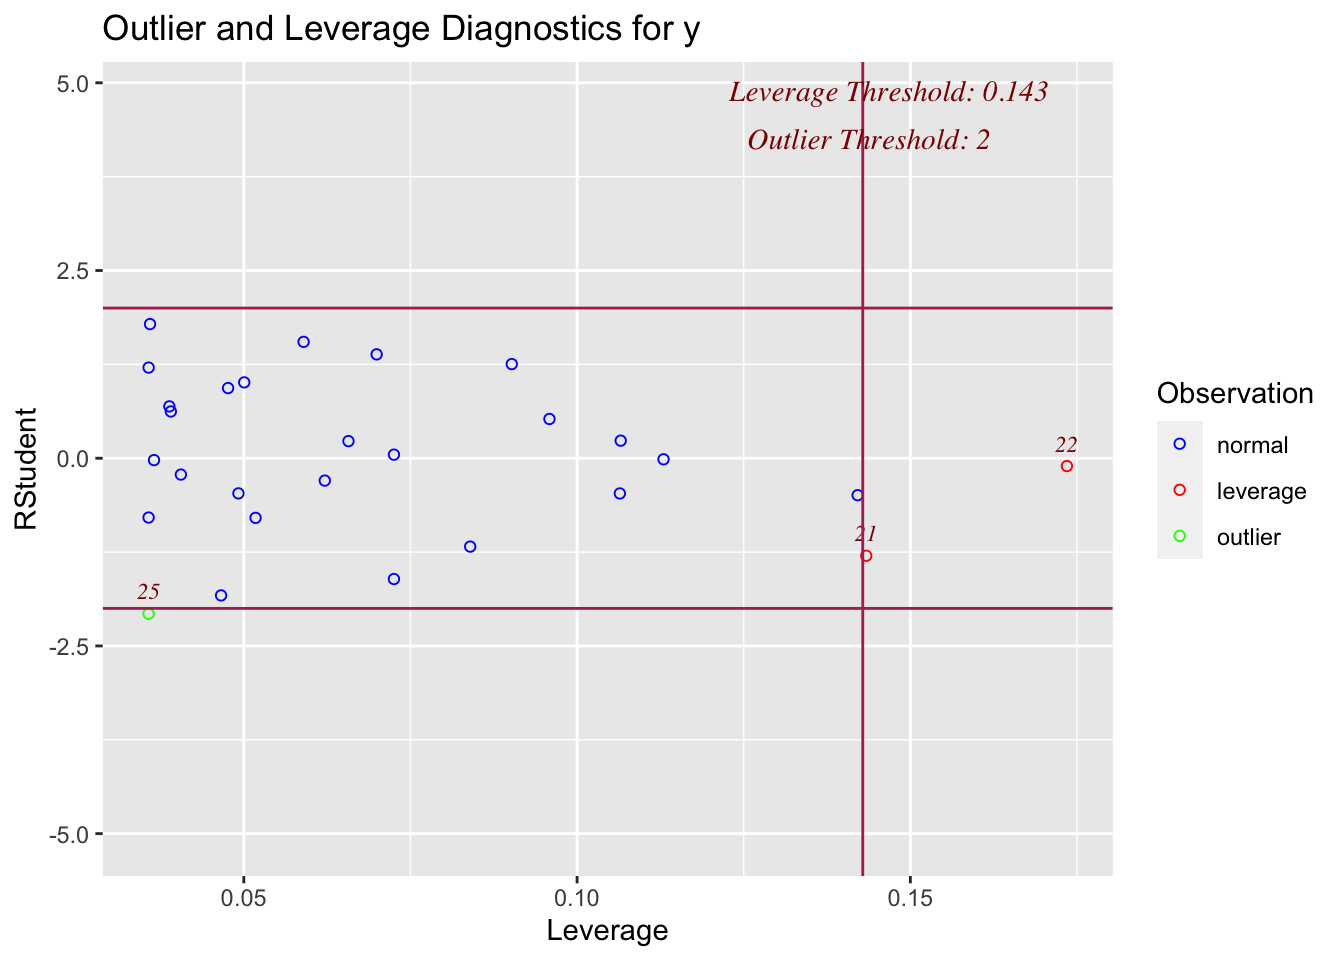 Outlier and Leverage Diagnostics for y
5.0
2.5
0.0
-2.5
-5.0
RStudent
Leverage Threshold: 0.143
Outlier Threshold: 2
22
21
25
0.05
0.10
0.15
Leverage
Observation
normal
leverage
outlier